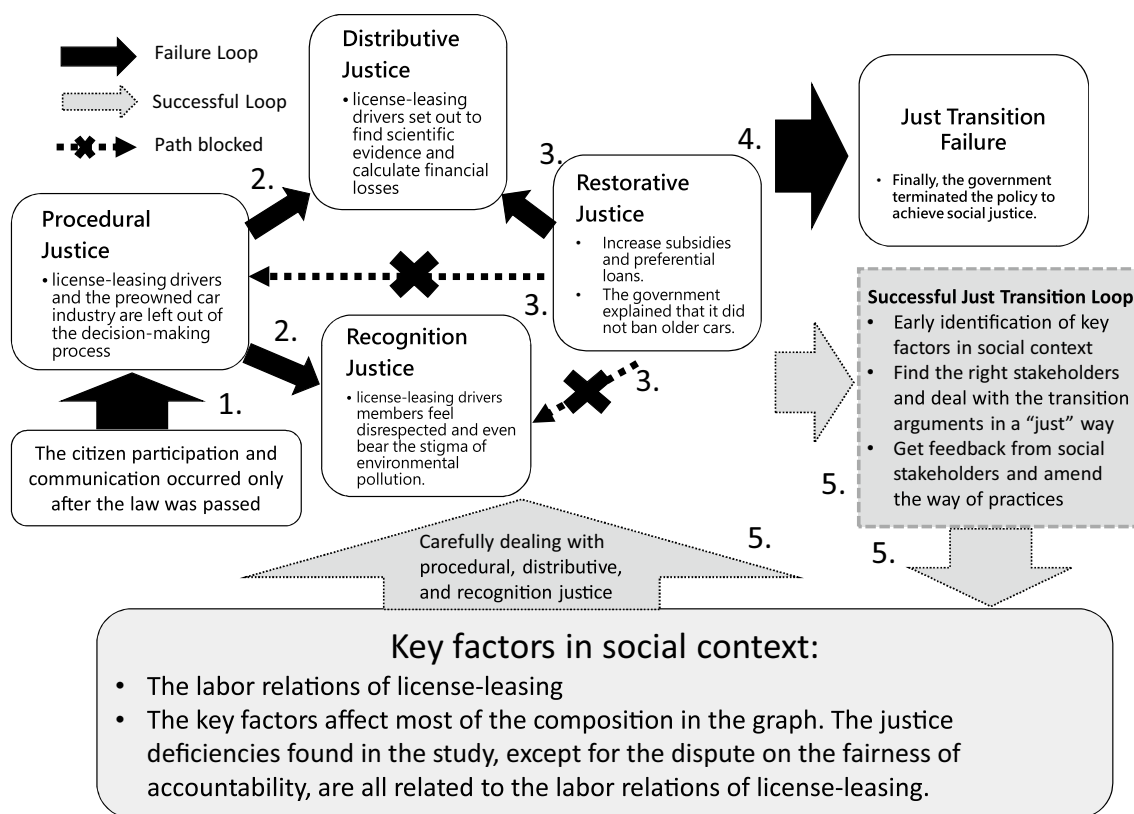 Failure Loop
Successful Loop
Path blocked
Distributive
Justice
• license-leasing
drivers set out to
find scientific
evidence and
calculate financial
losses
2.
3.
4.
Just Transition
Failure
• Finally, the government
terminated the policy to
achieve social justice.
Procedural
Justice
• license-leasing drivers
and the preowned car
industry are left out of
the decision-making
process
Restorative
Justice
• Increase subsidies
and preferential
loans.
• The government
explained that it did
not ban older cars.
3.
2.
Recognition
Justice
• license-leasing drivers
members feel
disrespected and even
bear the stigma of
environmental
pollution.
3.
1.
The citizen participation and
communication occurred only
after the law was passed
Successful Just Transition Loop
• Early identification of key
factors in social context
• Find the right stakeholders
and deal with the transition
arguments in a “just” way
• Get feedback from social
stakeholders and amend
the way of practices
5.
5.
5.
Carefully dealing with
procedural, distributive,
and recognition justice
Key factors in social context:
• The labor relations of license-leasing
• The key factors affect most of the composition in the graph. The justice
deficiencies found in the study, except for the dispute on the fairness of
accountability, are all related to the labor relations of license-leasing.